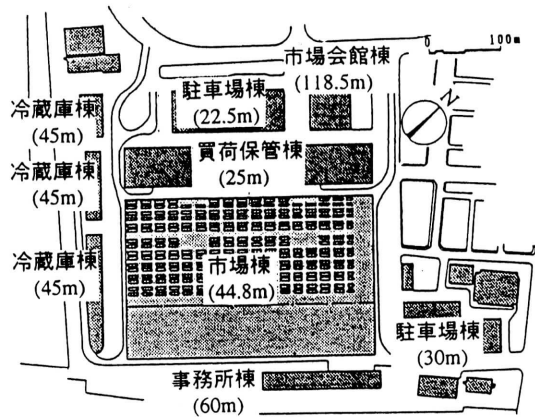 0 100m
N
市場会館棟
(118.5m)
駐車場棟
(22.5m)
冷蔵庫棟
(45m)
買荷保管棟
(25m)
冷蔵庫棟
(45m)
冷蔵庫棟
(45m)
市場棟
(44.8m)
駐車場棟
(30m)
事務所棟
(60m)